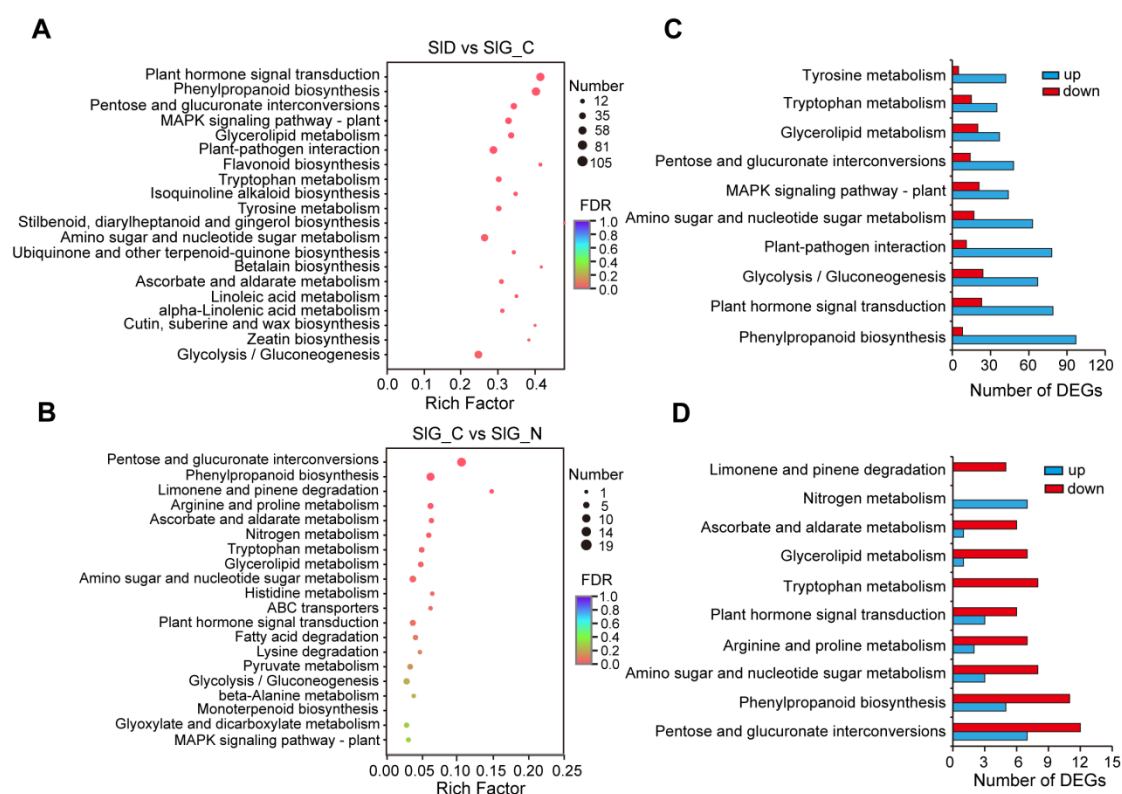 A
SID vs SIG_C
Plant hormone signal transduction
Phenylpropanoid biosynthesis
Pentose and glucuronate interconversions
MAPK signaling pathway - plant
Glycerolipid metabolism
Plant-pathogen interaction
Flavonoid biosynthesis
Tryptophan metabolism
Isoquinoline alkaloid biosynthesis
Tyrosine metabolism
Stilbenoid, diarylheptanoid and gingerol biosynthesis
Amino sugar and nucleotide sugar metabolism
Ubiquinone and other terpenoid-quinone biosynthesis
Betalain biosynthesis
Ascorbate and aldarate metabolism
Linoleic acid metabolism
alpha-Linolenic acid metabolism
Cutin, suberine and wax biosynthesis
Zeatin biosynthesis
Glycolysis / Gluconeogenesis
0.0 0.1 0.2 0.3 0.4
Rich Factor
Number
12
35
58
81
105
FDR
1.0
0.8
0.6
0.4
0.2
0.0
C
up
down
Tyrosine metabolism
Tryptophan metabolism
Glycerolipid metabolism
Pentose and glucuronate interconversions
MAPK signaling pathway - plant
Amino sugar and nucleotide sugar metabolism
Plant-pathogen interaction
Glycolysis / Gluconeogenesis
Plant hormone signal transduction
Phenylpropanoid biosynthesis
0 30 60 90 120
Number of DEGs
B
SIG_C vs SIG_N
Pentose and glucuronate interconversions
Phenylpropanoid biosynthesis
Limonene and pinene degradation
Arginine and proline metabolism
Ascorbate and aldarate metabolism
Nitrogen metabolism
Tryptophan metabolism
Glycerolipid metabolism
Amino sugar and nucleotide sugar metabolism
Histidine metabolism
ABC transporters
Plant hormone signal transduction
Fatty acid degradation
Lysine degradation
Pyruvate metabolism
Glycolysis / Gluconeogenesis
beta-Alanine metabolism
Monoterpenoid biosynthesis
Glyoxylate and dicarboxylate metabolism
MAPK signaling pathway - plant
0.00 0.05 0.10 0.15 0.20 0.25
Rich Factor
Number
1
5
10
14
19
FDR
1.0
0.8
0.6
0.4
0.2
0.0
D
up
down
Limonene and pinene degradation
Nitrogen metabolism
Ascorbate and aldarate metabolism
Glycerolipid metabolism
Tryptophan metabolism
Plant hormone signal transduction
Arginine and proline metabolism
Amino sugar and nucleotide sugar metabolism
Phenylpropanoid biosynthesis
Pentose and glucuronate interconversions
0 3 6 9 12 15
Number of DEGs